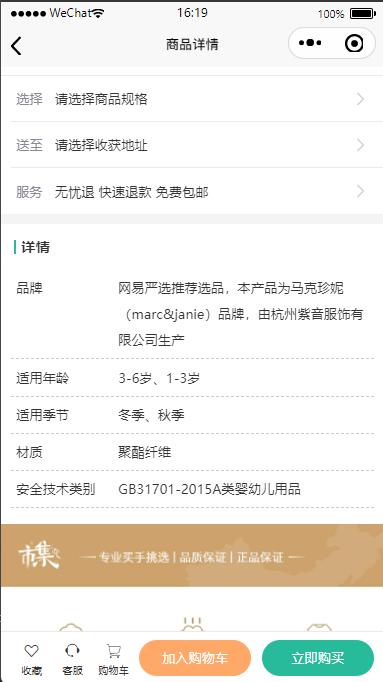 WeChat
16:19
100%
商品详情
选择 请选择商品规格
送至 请选择收获地址
服务 无忧退 快速退款 免费包邮
详情
品牌 网易严选推荐选品，本产品为马克珍妮
（marc&janie）品牌，由杭州紫音服饰有
限公司生产
适用年龄 3-6岁、1-3岁
适用季节 冬季、秋季
材质 聚酯纤维
安全技术类别 GB31701-2015A类婴幼儿用品
市集
专业买手挑选 | 品质保证 | 正品保证
收藏 客服 购物车 加入购物车 立即购买